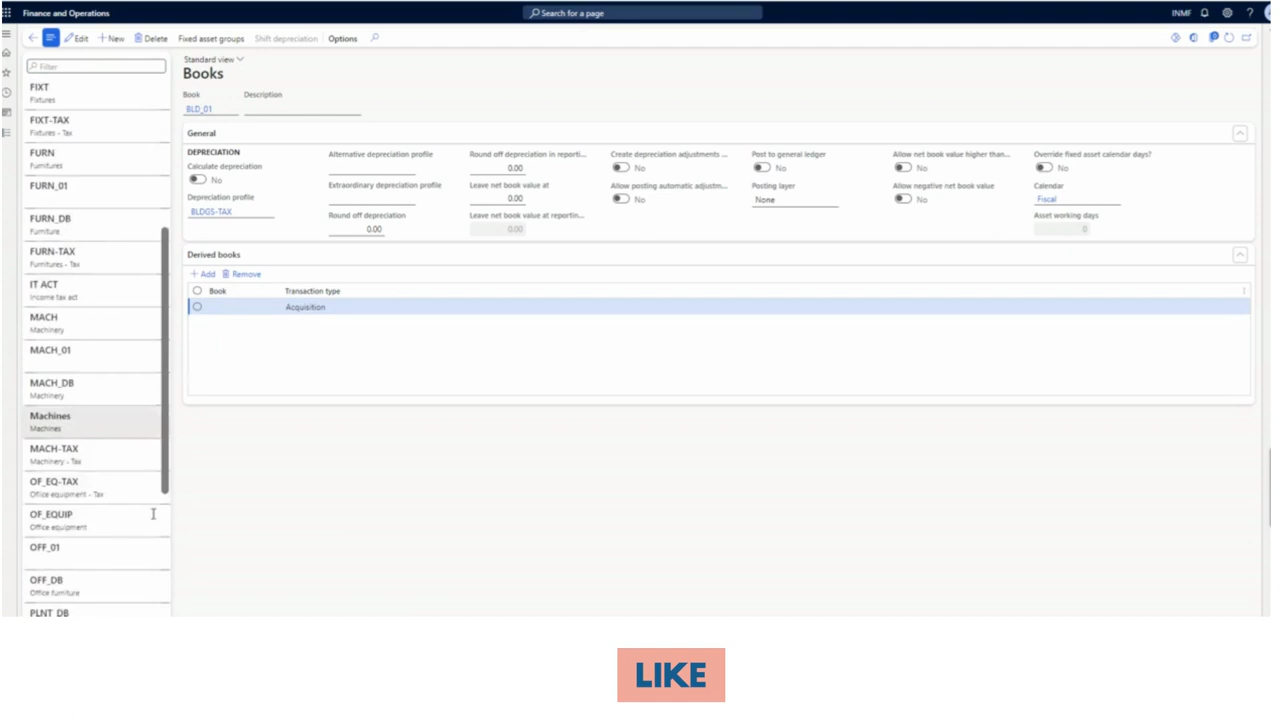 Finance and Operations
Search for a page
INMF
?
Edit
New
Delete
Fixed asset groups
Shift depreciation
Options
Filter
FIXT
Fixtures
FIXT-TAX
Fixtures - Tax
FURN
Furnitures
FURN_01
FURN_DB
Furniture
FURN-TAX
Furnitures - Tax
IT ACT
Income tax act
MACH
Machinery
MACH_01
MACH_DB
Machinery
Machines
Machines
MACH-TAX
Machinery - Tax
OF_EQ-TAX
Office equipment - Tax
OF_EQUIP
Office equipment
OFF_01
OFF_DB
Office furniture
PLNT_DB
Standard view
Books
Book
Description
BLD_01
General
DEPRECIATION
Calculate depreciation
No
Depreciation profile
BLDGS-TAX
Alternative depreciation profile
Extraordinary depreciation profile
Round off depreciation
0.00
Round off depreciation in reporti...
0.00
Leave net book value at
0.00
Leave net book value at reportin...
0.00
Create depreciation adjustments ...
No
Allow posting automatic adjustm...
No
Post to general ledger
No
Posting layer
None
Allow net book value higher than...
No
Allow negative net book value
No
Override fixed asset calendar days?
No
Calendar
Fiscal
Asset working days
0
Derived books
Add
Remove
Book
Transaction type
Acquisition
LIKE